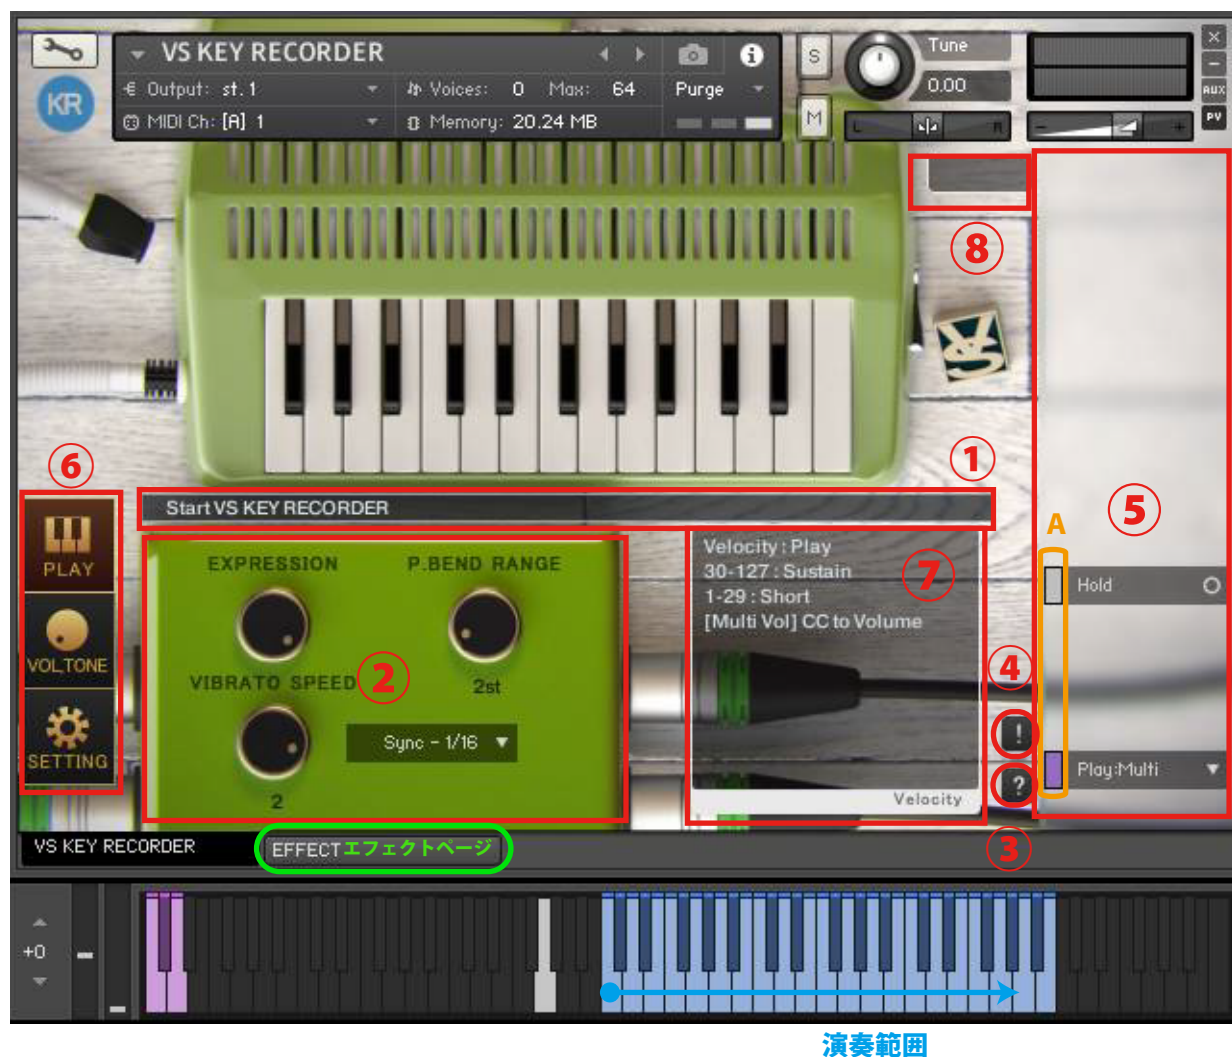 VS KEY RECORDER
Output: st.1
Voices: 0 Max: 64
Purge
MIDI Ch: [A] 1
Memory: 20.24 MB
KR
S
M
Tune
0.00
L
R
-
+
×
-
AUX
PV
⑧
VS
①
⑥
⑤
A
Start VS KEY RECORDER
PLAY
VOL.TONE
SETTING
EXPRESSION
P.BEND RANGE
VIBRATO SPEED
②
2st
Sync - 1/16
2
Velocity : Play
30-127 : Sustain
1-29 : Short
[Multi Vol] CC to Volume
⑦
Velocity
④
!
?
③
Hold
Play:Multi
VS KEY RECORDER
EFFECTエフェクトページ
+0
演奏範囲